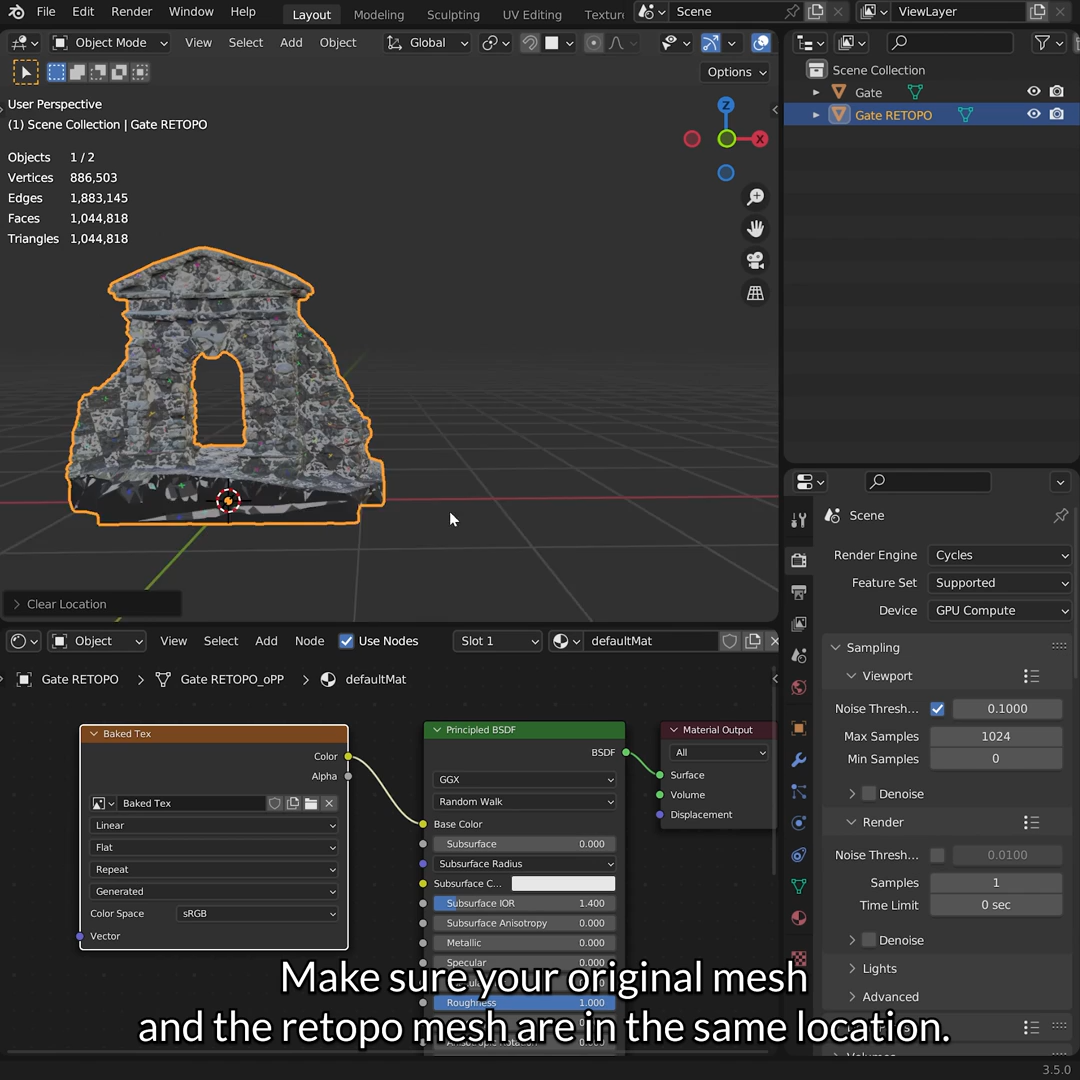 File Edit Render Window Help Layout Modeling Sculpting UV Editing Textur Scene ViewLayer
Object Mode View Select Add Object Global
Options
User Perspective
(1) Scene Collection | Gate RETOPO
Objects 1 / 2
Vertices 886,503
Edges 1,883,145
Faces 1,044,818
Triangles 1,044,818
Z
X
Clear Location
Scene Collection
Gate
Gate RETOPO
Scene
Render Engine Cycles
Feature Set Supported
Device GPU Compute
Sampling
Viewport
Noise Thresh... 0.1000
Max Samples 1024
Min Samples 0
Denoise
Render
Noise Thresh... 0.0100
Samples 1
Time Limit 0 sec
Denoise
Lights
Advanced
Object View Select Add Node Use Nodes Slot 1 defaultMat
Gate RETOPO Gate RETOPO_oPP defaultMat
Baked Tex
Color
Alpha
Baked Tex
Linear
Flat
Repeat
Generated
Color Space sRGB
Vector
Principled BSDF
BSDF
GGX
Random Walk
Base Color
Subsurface 0.000
Subsurface Radius
Subsurface C...
Subsurface IOR 1.400
Subsurface Anisotropy 0.000
Metallic 0.000
Specular 0.000
Roughness 1.000
Material Output
All
Surface
Volume
Displacement
Make sure your original mesh
and the retopo mesh are in the same location.
3.5.0